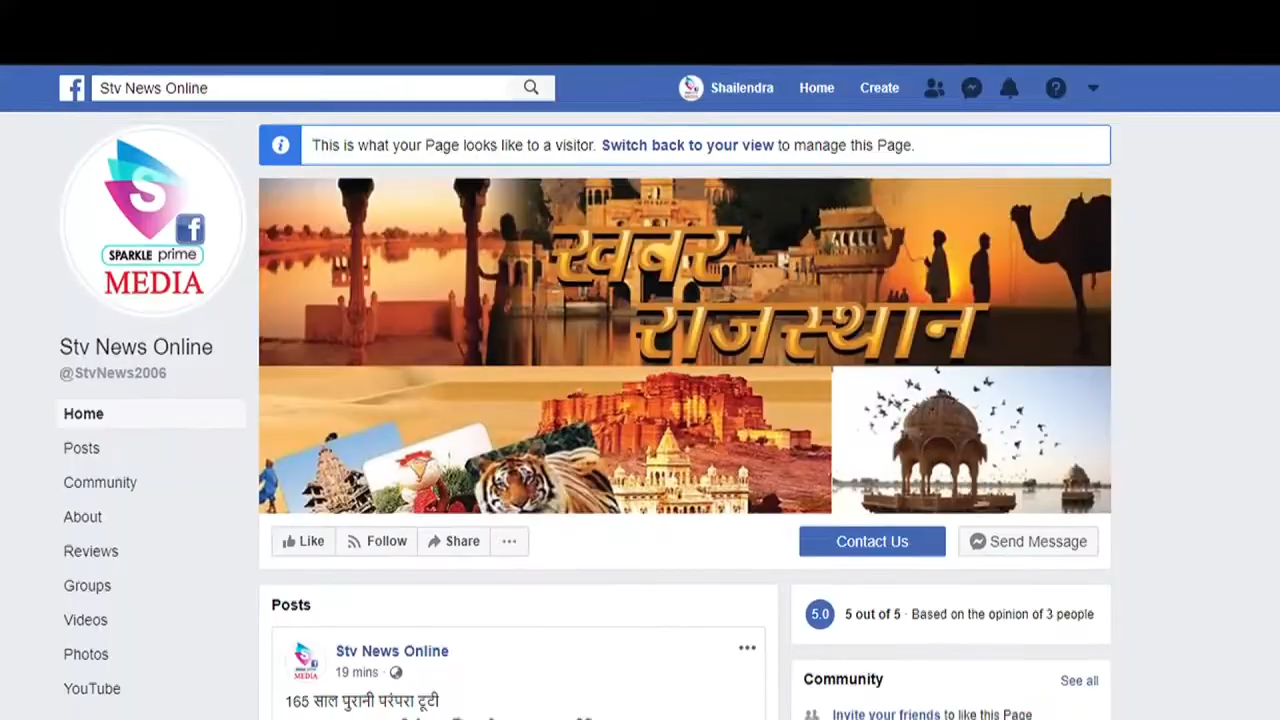 Stv News Online
Shailendra
Home
Create
This is what your Page looks like to a visitor. Switch back to your view to manage this Page.
S
SPARKLE prime
MEDIA
Stv News Online
@StvNews2006
Home
Posts
Community
About
Reviews
Groups
Videos
Photos
YouTube
खबर
राजस्थान
Like
Follow
Share
Contact Us
Send Message
Posts
Stv News Online
19 mins ·
165 साल पुरानी परंपरा टूटी
5.0
5 out of 5 · Based on the opinion of 3 people
Community
See all
Invite your friends to like this Page